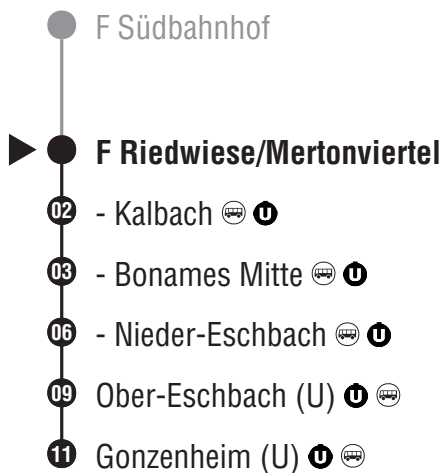 F Südbahnhof
F Riedwiese/Mertonviertel
02 - Kalbach U
03 - Bonames Mitte U
06 - Nieder-Eschbach U
09 Ober-Eschbach (U) U
11 Gonzenheim (U) U